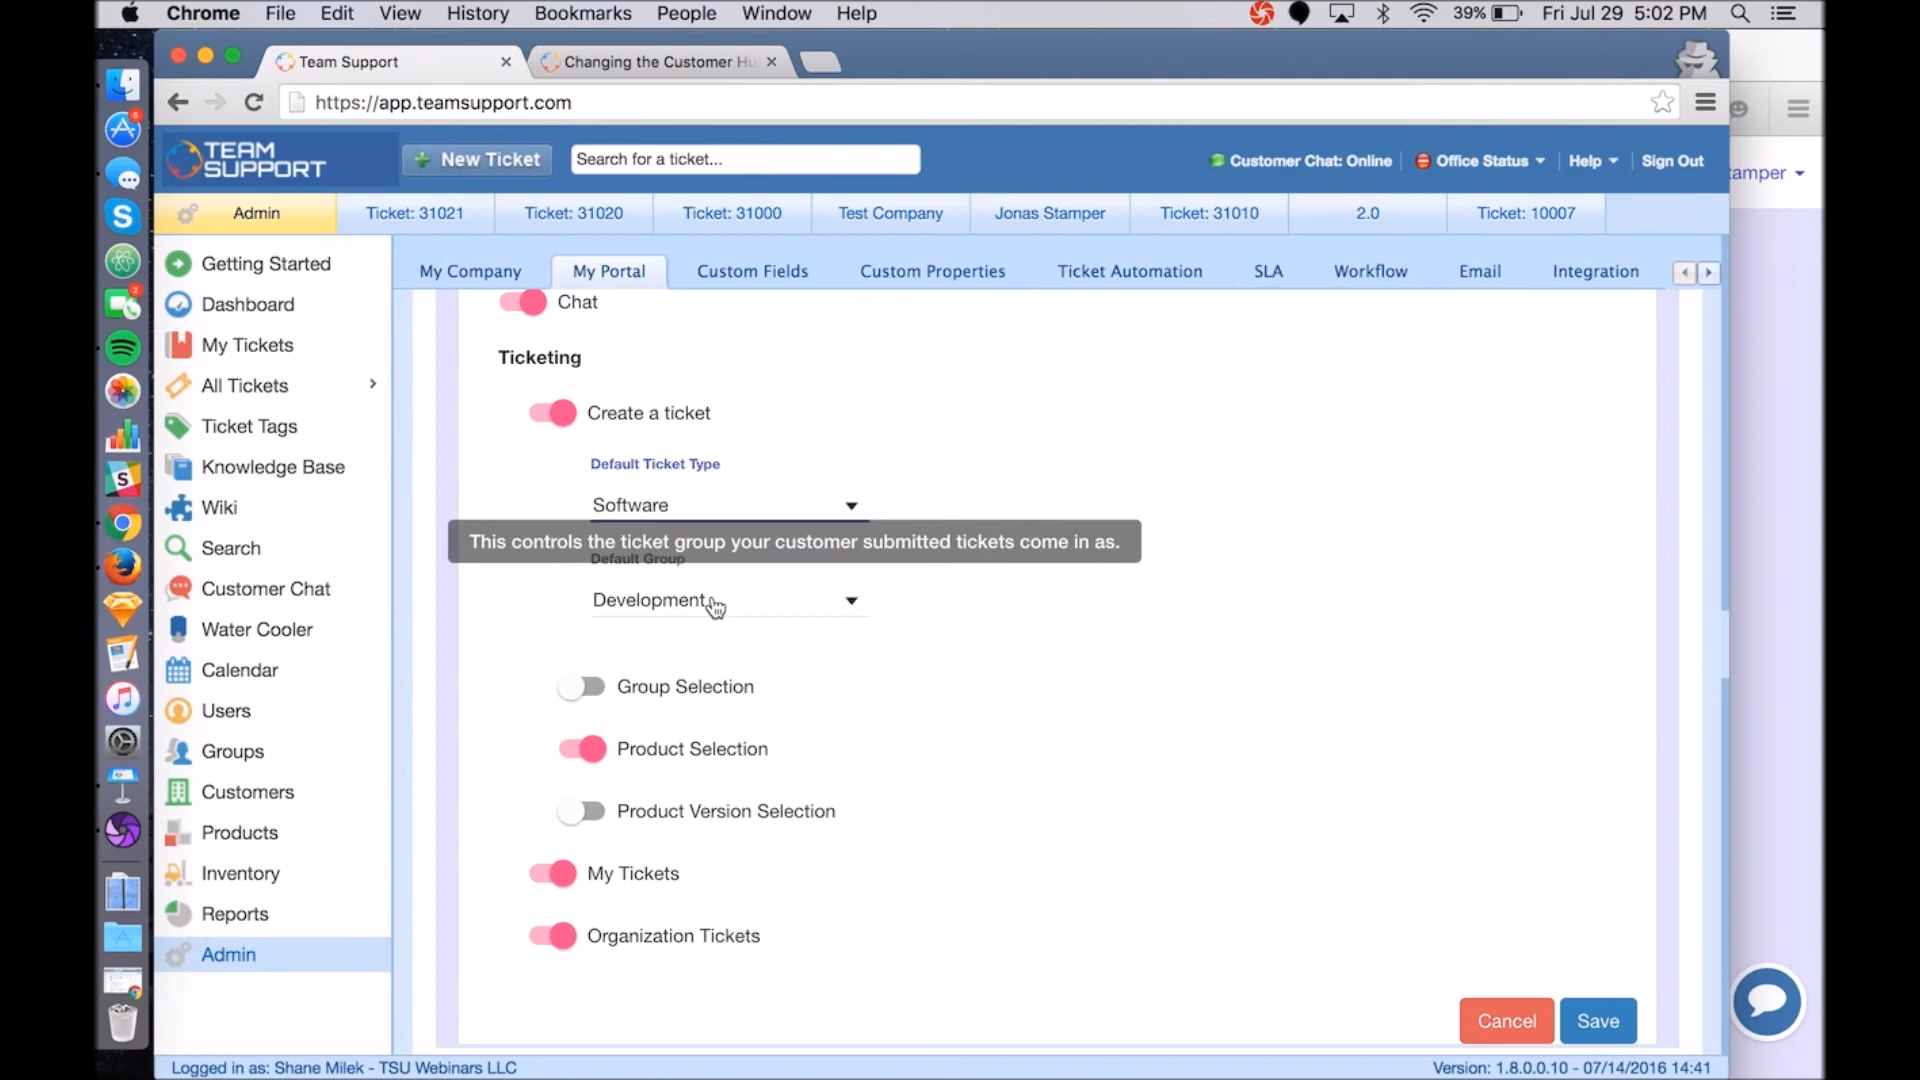 Chrome File Edit View History Bookmarks People Window Help 39% Fri Jul 29 5:02 PM
Team Support × Changing the Customer Hu ×
https://app.teamsupport.com
TEAM
SUPPORT
New Ticket Search for a ticket... Customer Chat: Online Office Status Help Sign Out
tamper
Admin Ticket: 31021 Ticket: 31020 Ticket: 31000 Test Company Jonas Stamper Ticket: 31010 2.0 Ticket: 10007
My Company My Portal Custom Fields Custom Properties Ticket Automation SLA Workflow Email Integration
Getting Started
Dashboard
My Tickets
All Tickets
Ticket Tags
Knowledge Base
Wiki
Search
Customer Chat
Water Cooler
Calendar
Users
Groups
Customers
Products
Inventory
Reports
Admin
Chat
Ticketing
Create a ticket
Default Ticket Type
Software
This controls the ticket group your customer submitted tickets come in as.
Default Group
Development
Group Selection
Product Selection
Product Version Selection
My Tickets
Organization Tickets
Cancel Save
Logged in as: Shane Milek - TSU Webinars LLC Version: 1.8.0.0.10 - 07/14/2016 14:41